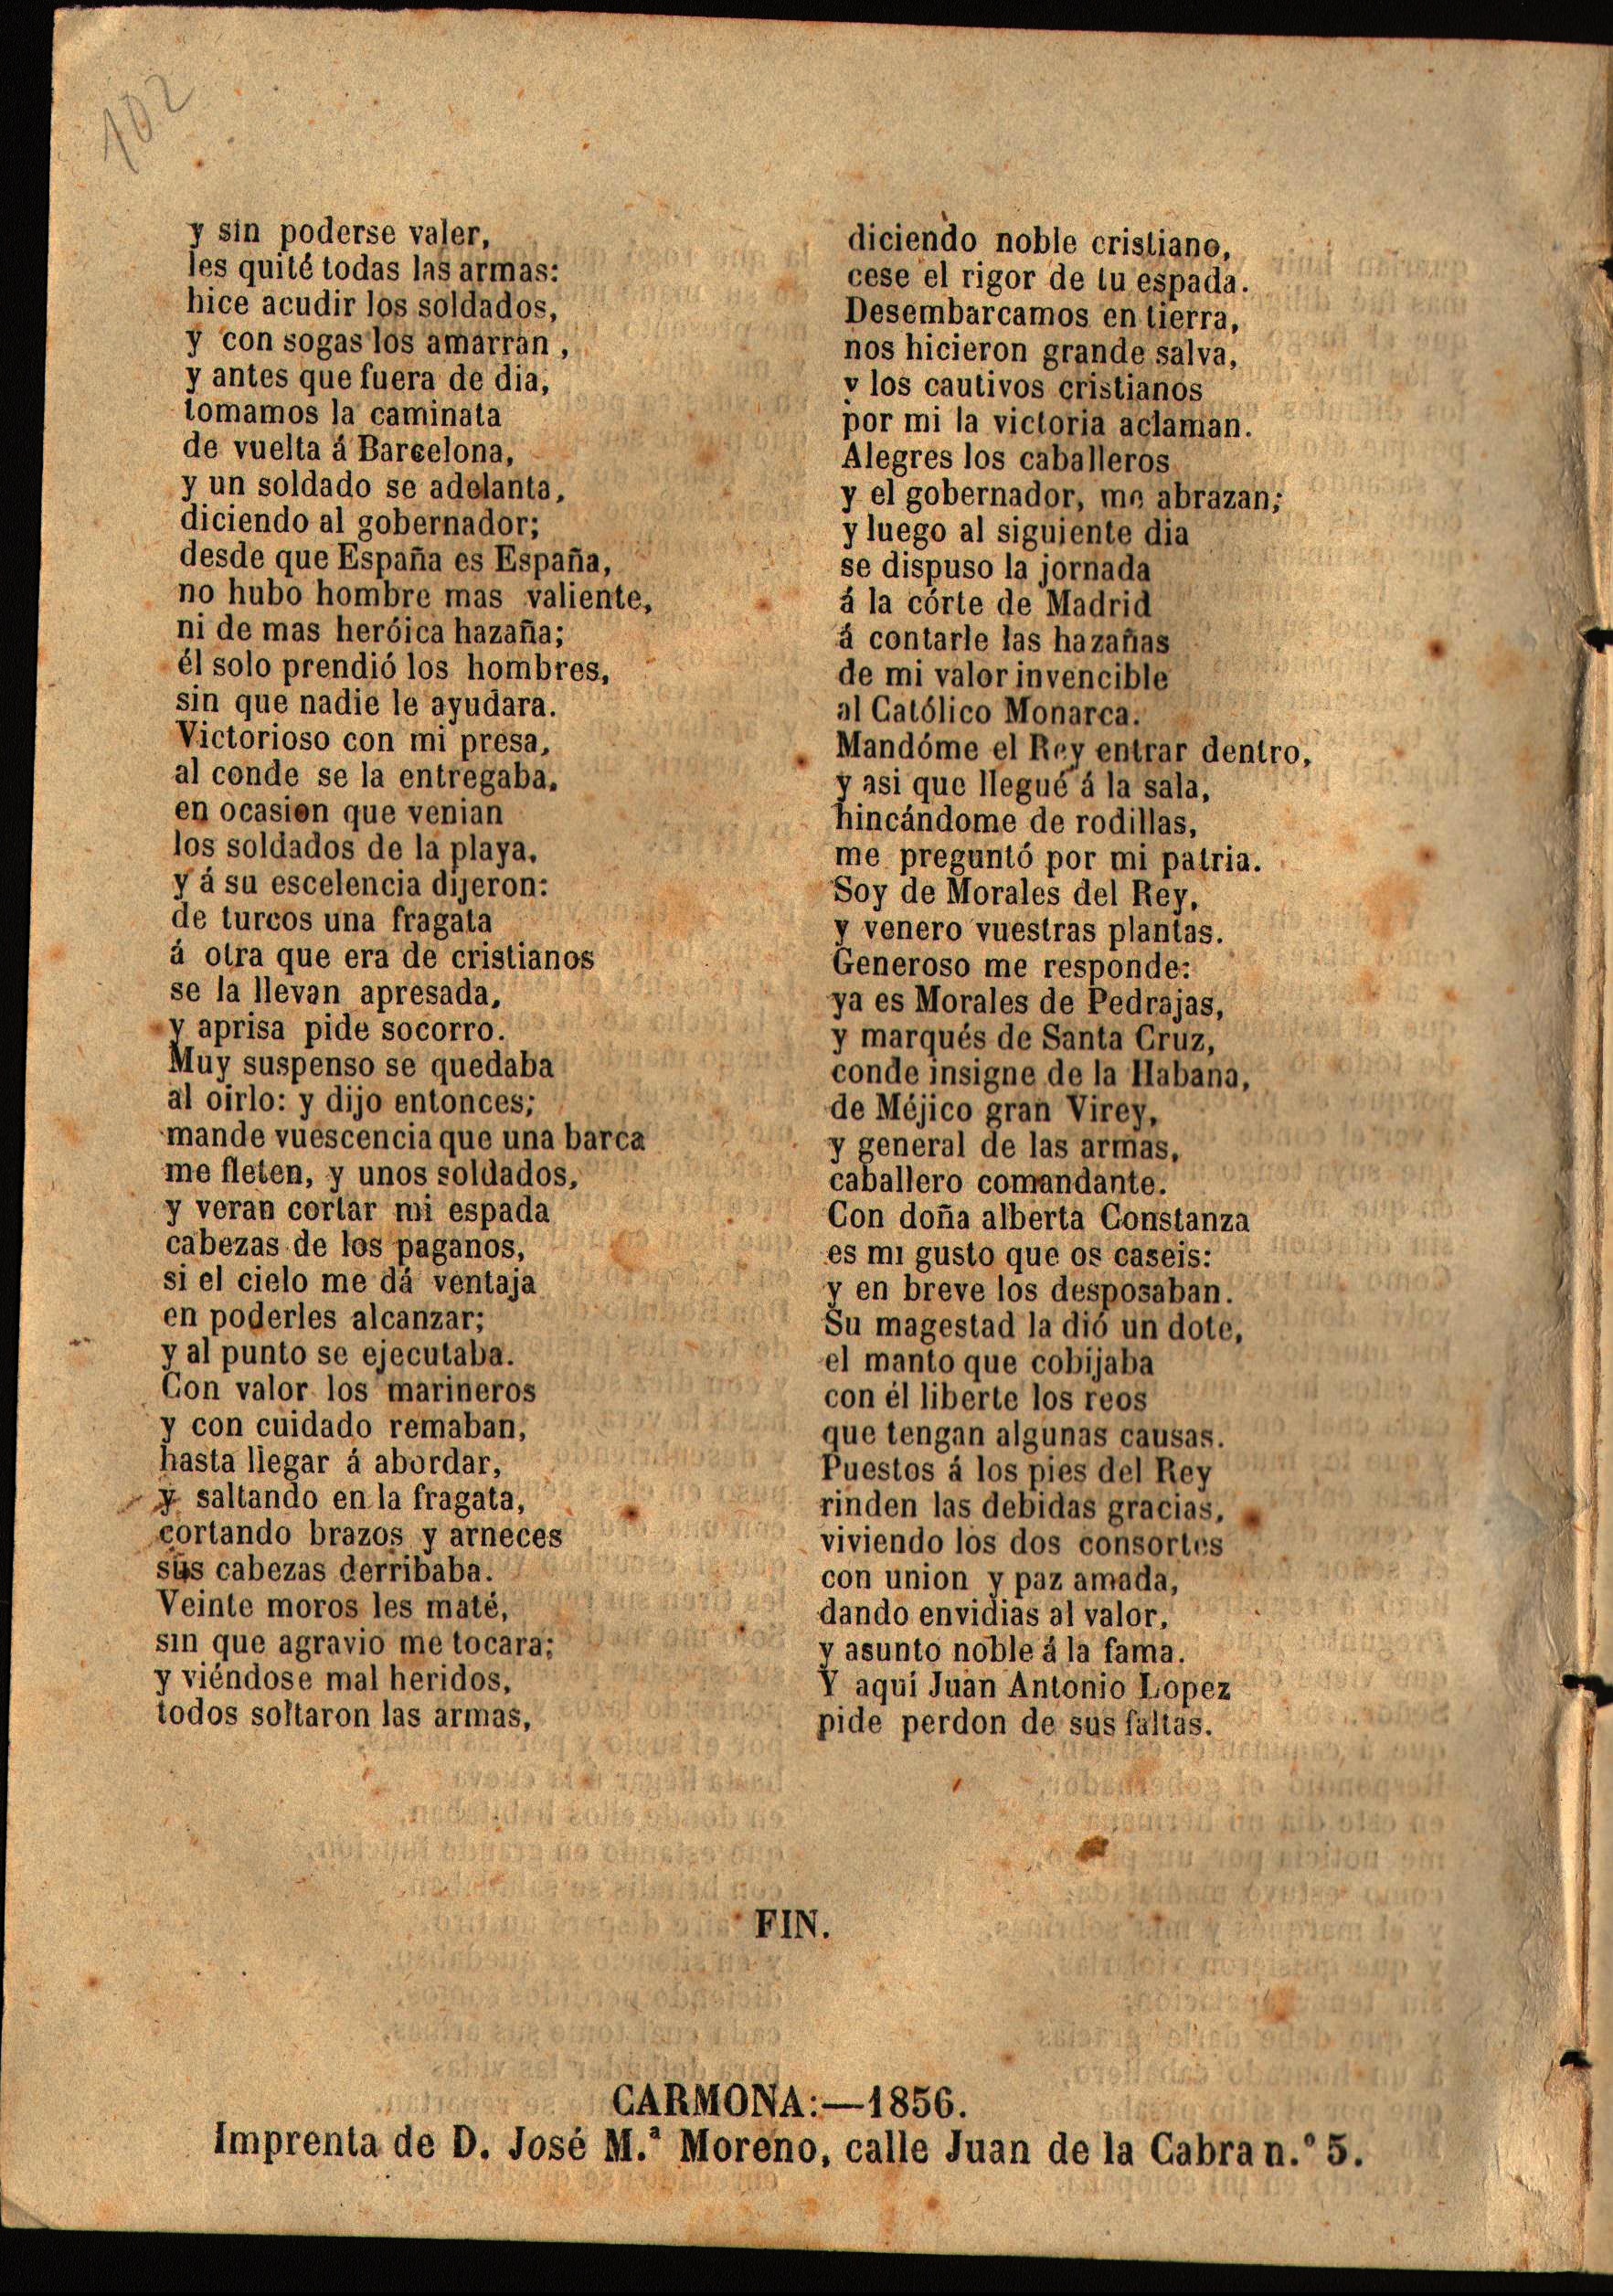 102
y sin poderse valer,
les quité todas las armas:
hice acudir los soldados,
y con sogas los amarran,
y antes que fuera de dia,
tomamos la caminata
de vuelta á Barcelona,
y un soldado se adelanta,
diciendo al gobernador;
desde que España es España,
no hubo hombre mas valiente,
ni de mas heróica hazaña;
él solo prendió los hombres,
sin que nadie le ayudara.
Victorioso con mi presa,
al conde se la entregaba,
en ocasion que venian
los soldados de la playa,
y á su escelencia dijeron:
de turcos una fragata
á otra que era de cristianos
se la llevan apresada,
y aprisa pide socorro.
Muy suspenso se quedaba
al oirlo: y dijo entonces;
mande vuescencia que una barca
me fleten, y unos soldados,
y veran cortar mi espada
cabezas de los paganos,
si el cielo me dá ventaja
en poderles alcanzar;
y al punto se ejecutaba.
Con valor los marineros
y con cuidado remaban,
hasta llegar á abordar,
y saltando en la fragata,
cortando brazos y arneces
sus cabezas derribaba.
Veinte moros les maté,
sin que agravio me tocara;
y viéndose mal heridos,
todos soltaron las armas,
diciendo noble cristiano,
cese el rigor de tu espada.
Desembarcamos en tierra,
nos hicieron grande salva,
y los cautivos cristianos
por mi la victoria aclaman.
Alegres los caballeros
y el gobernador, me abrazan;
y luego al siguiente dia
se dispuso la jornada
á la córte de Madrid
á contarle las hazañas
de mi valor invencible
al Católico Monarca.
Mandóme el Rey entrar dentro,
y asi que llegué á la sala,
hincándome de rodillas,
me preguntó por mi patria.
Soy de Morales del Rey,
y venero vuestras plantas.
Generoso me responde:
ya es Morales de Pedrajas,
y marqués de Santa Cruz,
conde insigne de la Habana,
de Méjico gran Virey,
y general de las armas,
caballero comandante.
Con doña alberta Constanza
es mi gusto que os caseis:
y en breve los desposaban.
Su magestad la dió un dote,
el manto que cobijaba
con él liberte los reos
que tengan algunas causas.
Puestos á los pies del Rey
rinden las debidas gracias,
viviendo los dos consortes
con union y paz amada,
dando envidias al valor,
y asunto noble á la fama.
Y aquí Juan Antonio Lopez
pide perdon de sus faltas.
FIN.
CARMONA:—1856.
Imprenta de D. José M.ª Moreno, calle Juan de la Cabra n.º 5.